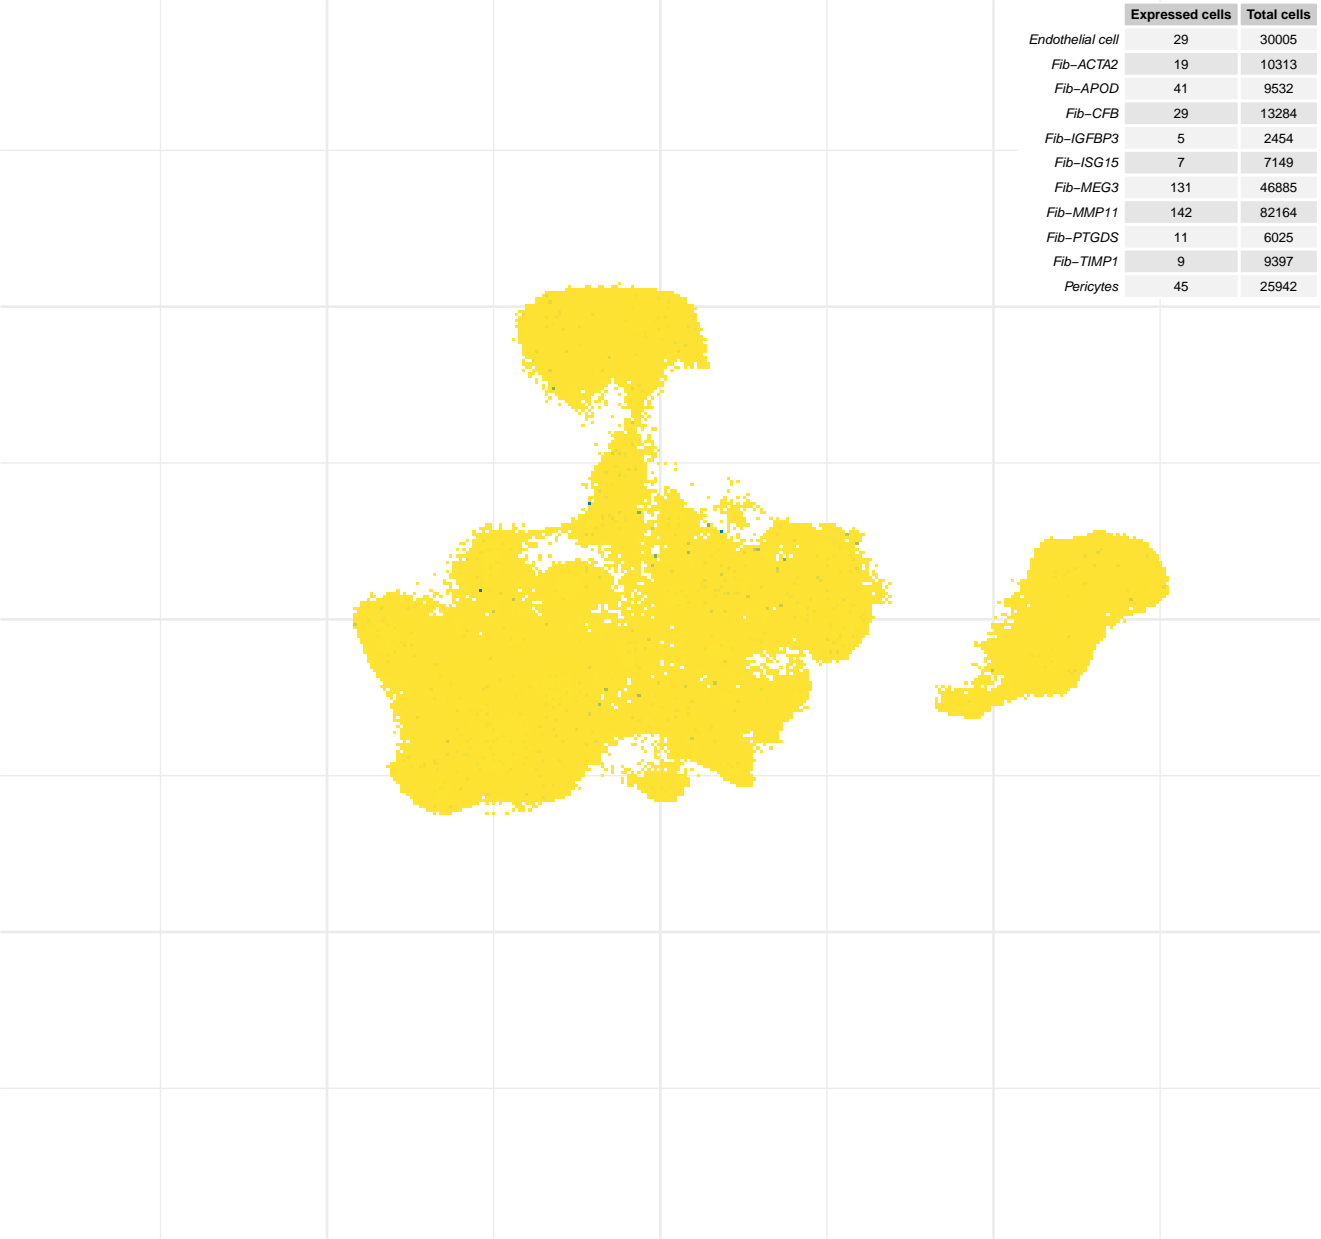 Expressed cells Total cells
Endothelial cell 29 30005
Fib−ACTA2 19 10313
Fib−APOD 41 9532
Fib−CFB 29 13284
Fib−IGFBP3 5 2454
Fib−ISG15 7 7149
Fib−MEG3 131 46885
Fib−MMP11 142 82164
Fib−PTGDS 11 6025
Fib−TIMP1 9 9397
Pericytes 45 25942